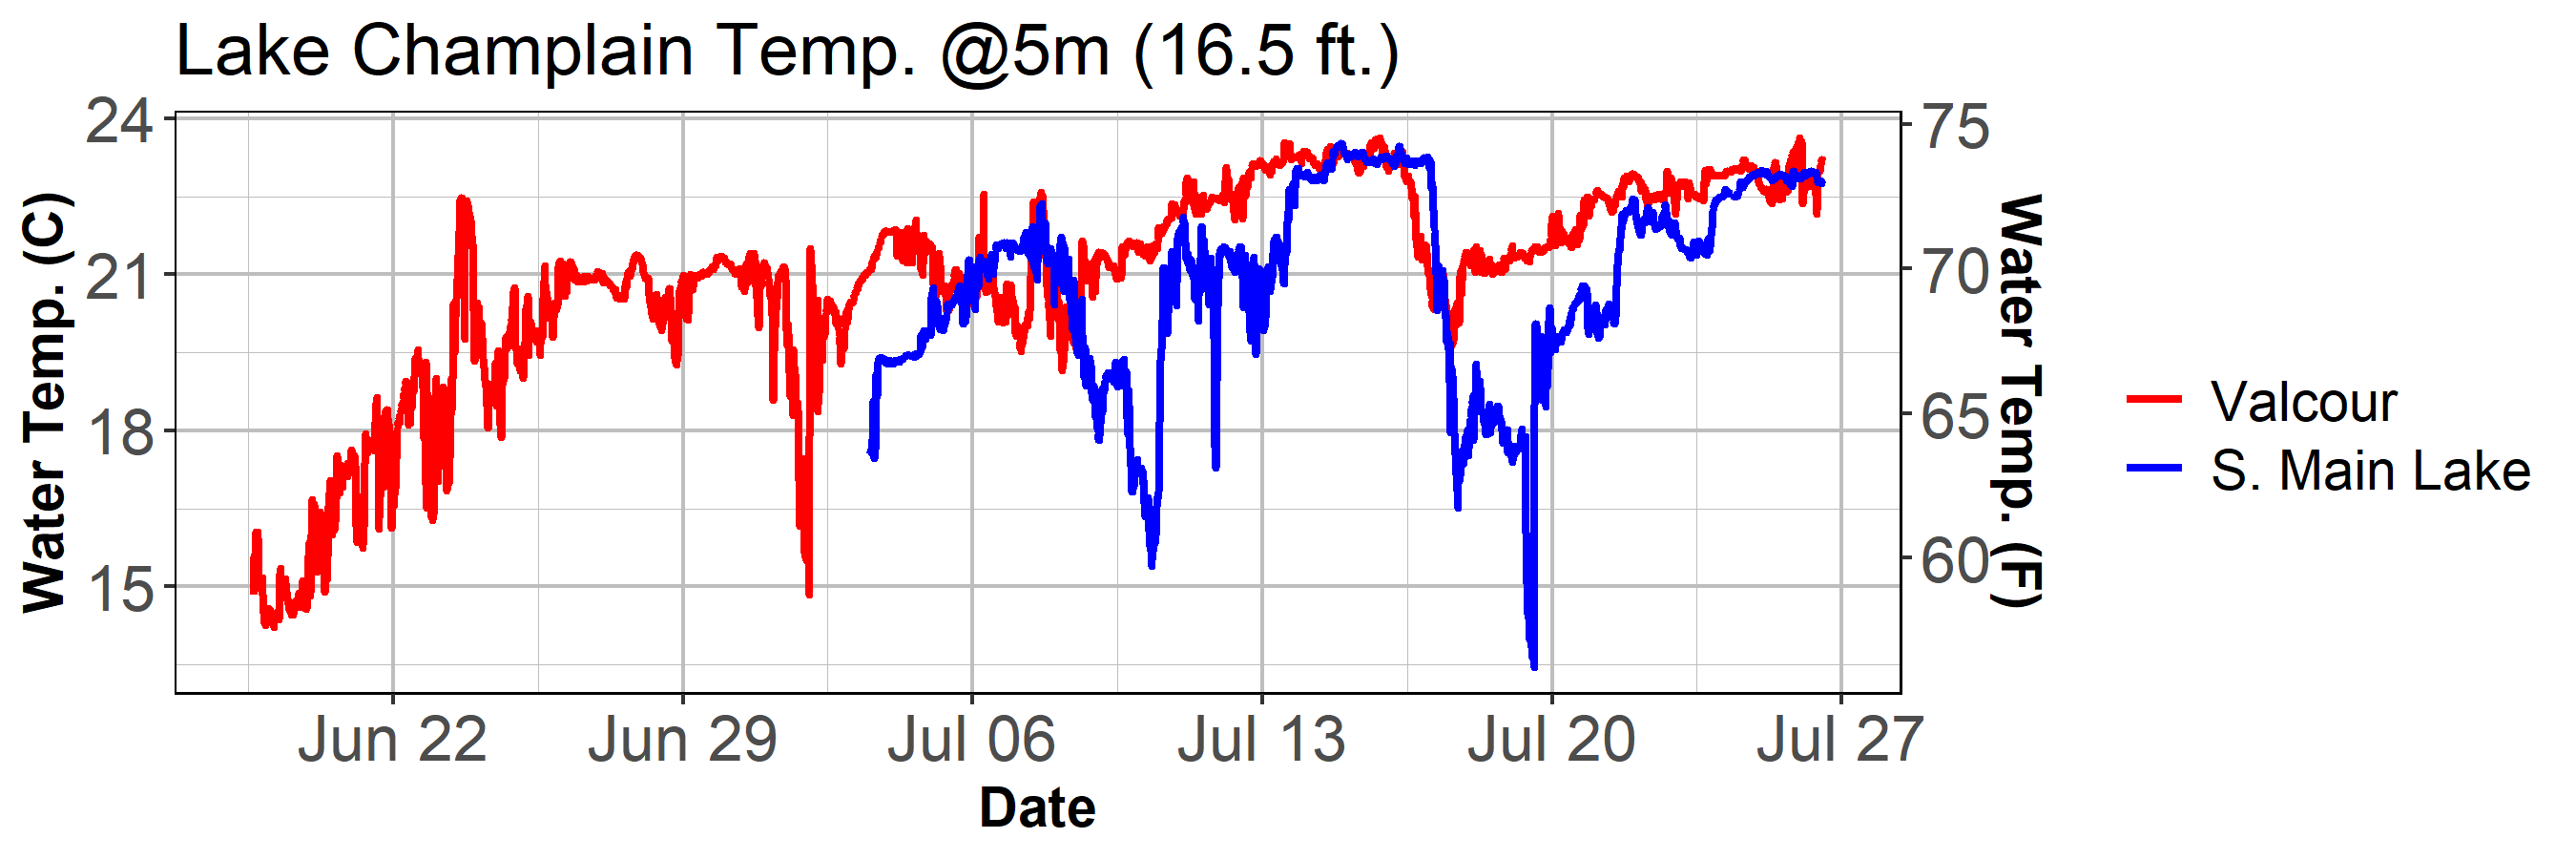 Lake Champlain Temp. @5m (16.5 ft.)
24
21
18
15
Water Temp. (C)
75
70
65
60
Water Temp. (F)
Jun 22
Jun 29
Jul 06
Jul 13
Jul 20
Jul 27
Date
Valcour
S. Main Lake